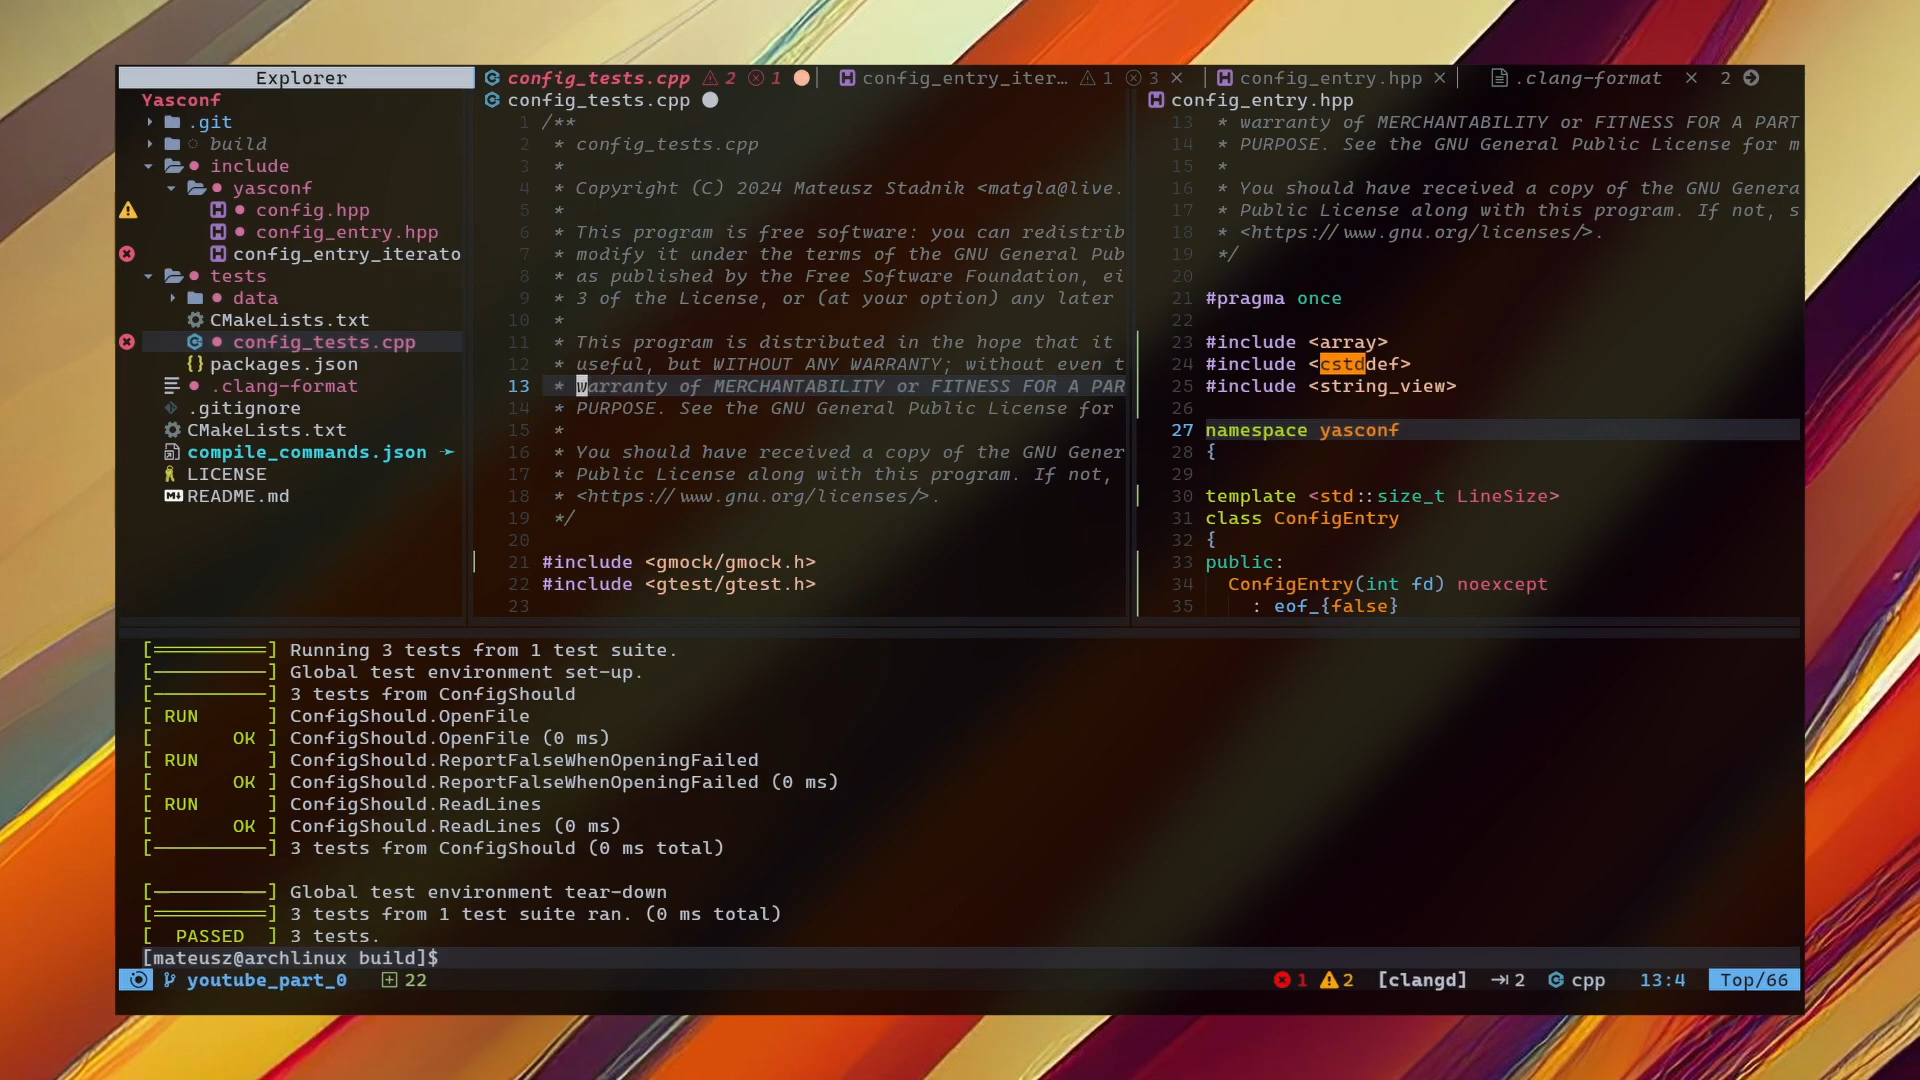 Explorer
config_tests.cpp 2 1
config_entry_iter… 1 3 ×
config_entry.hpp ×
.clang-format × 2
Yasconf
.git
build
include
yasconf
config.hpp
config_entry.hpp
config_entry_iterato
tests
data
CMakeLists.txt
config_tests.cpp
packages.json
.clang-format
.gitignore
CMakeLists.txt
compile_commands.json
LICENSE
README.md
config_tests.cpp
1 /**
2 * config_tests.cpp
3 *
4 * Copyright (C) 2024 Mateusz Stadnik <matgla@live.
5 *
6 * This program is free software: you can redistrib
7 * modify it under the terms of the GNU General Pub
8 * as published by the Free Software Foundation, ei
9 * 3 of the License, or (at your option) any later
10 *
11 * This program is distributed in the hope that it
12 * useful, but WITHOUT ANY WARRANTY; without even t
13 * warranty of MERCHANTABILITY or FITNESS FOR A PAR
14 * PURPOSE. See the GNU General Public License for
15 *
16 * You should have received a copy of the GNU Gener
17 * Public License along with this program. If not,
18 * <https://www.gnu.org/licenses/>.
19 */
20
21 #include <gmock/gmock.h>
22 #include <gtest/gtest.h>
23
config_entry.hpp
13 * warranty of MERCHANTABILITY or FITNESS FOR A PART
14 * PURPOSE. See the GNU General Public License for m
15 *
16 * You should have received a copy of the GNU Genera
17 * Public License along with this program. If not, s
18 * <https://www.gnu.org/licenses/>.
19 */
20
21 #pragma once
22
23 #include <array>
24 #include <cstddef>
25 #include <string_view>
26
27 namespace yasconf
28 {
29
30 template <std::size_t LineSize>
31 class ConfigEntry
32 {
33 public:
34 ConfigEntry(int fd) noexcept
35 : eof_{false}
[==========] Running 3 tests from 1 test suite.
[----------] Global test environment set-up.
[----------] 3 tests from ConfigShould
[ RUN      ] ConfigShould.OpenFile
[       OK ] ConfigShould.OpenFile (0 ms)
[ RUN      ] ConfigShould.ReportFalseWhenOpeningFailed
[       OK ] ConfigShould.ReportFalseWhenOpeningFailed (0 ms)
[ RUN      ] ConfigShould.ReadLines
[       OK ] ConfigShould.ReadLines (0 ms)
[----------] 3 tests from ConfigShould (0 ms total)
[----------] Global test environment tear-down
[==========] 3 tests from 1 test suite ran. (0 ms total)
[  PASSED  ] 3 tests.
[mateusz@archlinux build]$
youtube_part_0 22 1 2 [clangd] 2 cpp 13:4 Top/66